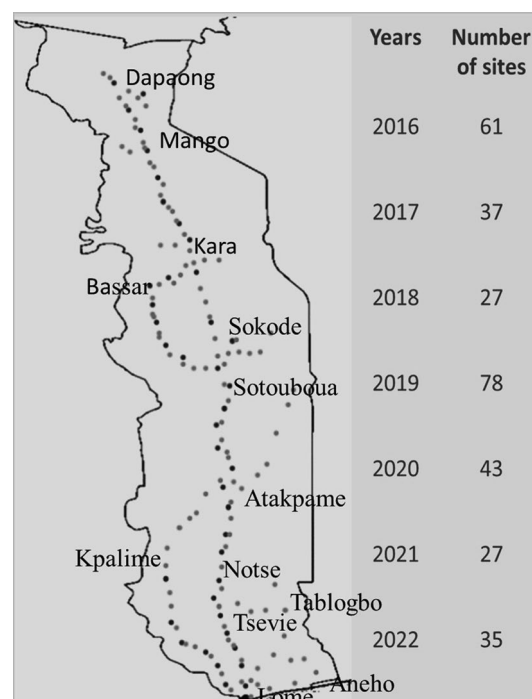 Years Number
of sites
Dapaong
2016 61
Mango
2017 37
Kara
Bassar
2018 27
Sokode
2019 78
Sotouboua
2020 43
Atakpame
2021 27
Kpalime
Notse
Tablogbo
Tsevie
2022 35
Aneho
Lome